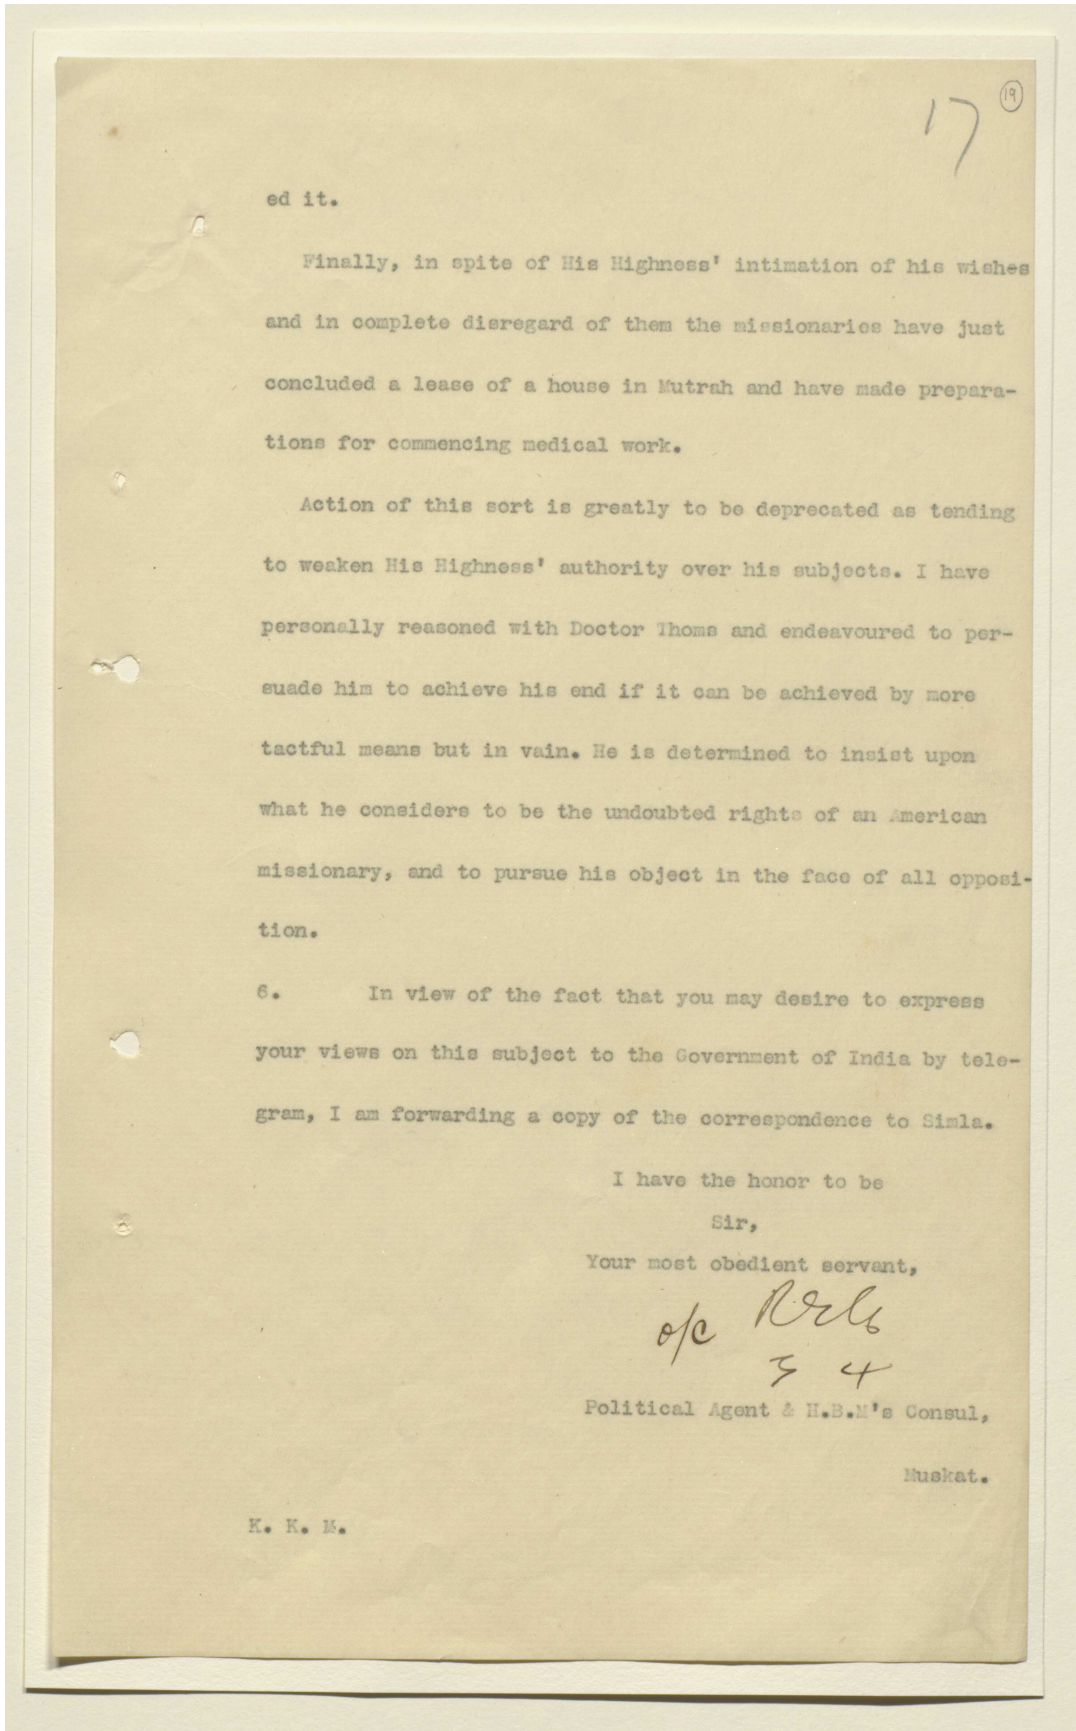 19
17
ed it.
Finally, in spite of His Highness' intimation of his wishes
and in complete disregard of them the missionaries have just
concluded a lease of a house in Mutrah and have made prepara-
tions for commencing medical work.
Action of this sort is greatly to be deprecated as tending
to weaken His Highness' authority over his subjects. I have
personally reasoned with Doctor Thoms and endeavoured to per-
suade him to achieve his end if it can be achieved by more
tactful means but in vain. He is determined to insist upon
what he considers to be the undoubted rights of an American
missionary, and to pursue his object in the face of all opposi-
tion.
6. In view of the fact that you may desire to express
your views on this subject to the Government of India by tele-
gram, I am forwarding a copy of the correspondence to Simla.
I have the honor to be
Sir,
Your most obedient servant,
o/c
3 4
Political Agent & H.B.M's Consul,
Muskat.
K. K. M.